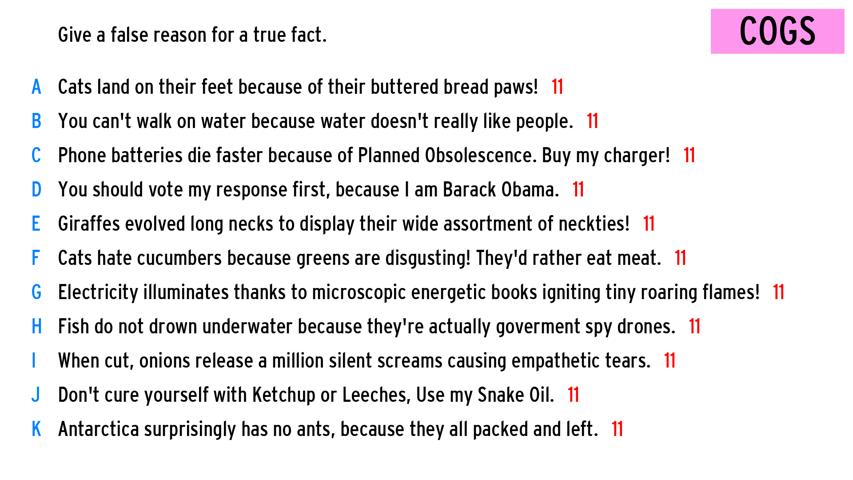 Give a false reason for a true fact.
COGS
A Cats land on their feet because of their buttered bread paws! 11
B You can't walk on water because water doesn't really like people. 11
C Phone batteries die faster because of Planned Obsolescence. Buy my charger! 11
D You should vote my response first, because I am Barack Obama. 11
E Giraffes evolved long necks to display their wide assortment of neckties! 11
F Cats hate cucumbers because greens are disgusting! They'd rather eat meat. 11
G Electricity illuminates thanks to microscopic energetic books igniting tiny roaring flames! 11
H Fish do not drown underwater because they're actually goverment spy drones. 11
I When cut, onions release a million silent screams causing empathetic tears. 11
J Don't cure yourself with Ketchup or Leeches, Use my Snake Oil. 11
K Antarctica surprisingly has no ants, because they all packed and left. 11